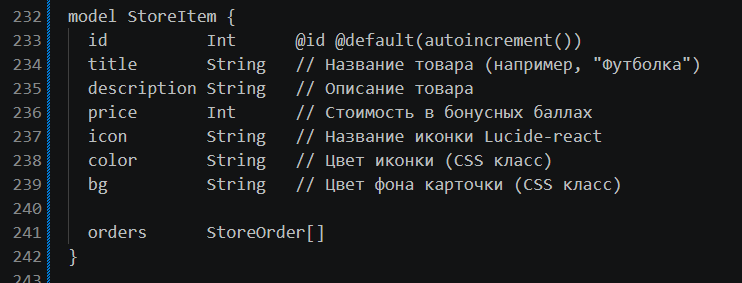 232 model StoreItem {
233   id          Int      @id @default(autoincrement())
234   title       String   // Название товара (например, "Футболка")
235   description String   // Описание товара
236   price       Int      // Стоимость в бонусных баллах
237   icon        String   // Название иконки Lucide-react
238   color       String   // Цвет иконки (CSS класс)
239   bg          String   // Цвет фона карточки (CSS класс)
240
241   orders      StoreOrder[]
242 }
243